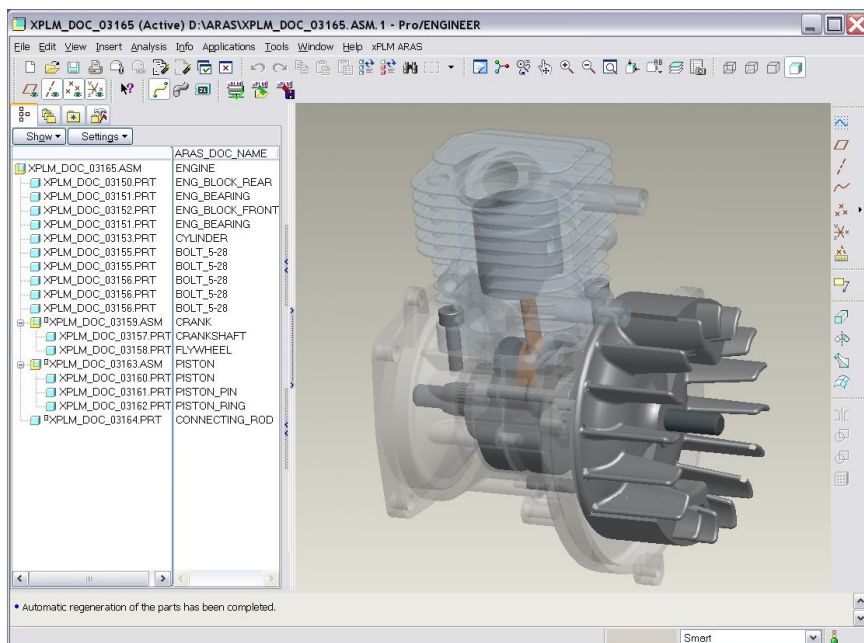 XPLM_DOC_03165 (Active) D:\ARAS\XPLM_DOC_03165.ASM.1 - Pro/ENGINEER
File Edit View Insert Analysis Info Applications Tools Window Help xPLM ARAS
Show Settings
ARAS_DOC_NAME
XPLM_DOC_03165.ASM ENGINE
XPLM_DOC_03150.PRT ENG_BLOCK_REAR
XPLM_DOC_03151.PRT ENG_BEARING
XPLM_DOC_03152.PRT ENG_BLOCK_FRONT
XPLM_DOC_03151.PRT ENG_BEARING
XPLM_DOC_03153.PRT CYLINDER
XPLM_DOC_03155.PRT BOLT_5-28
XPLM_DOC_03155.PRT BOLT_5-28
XPLM_DOC_03156.PRT BOLT_5-28
XPLM_DOC_03156.PRT BOLT_5-28
XPLM_DOC_03156.PRT BOLT_5-28
XPLM_DOC_03159.ASM CRANK
XPLM_DOC_03157.PRT CRANKSHAFT
XPLM_DOC_03158.PRT FLYWHEEL
XPLM_DOC_03163.ASM PISTON
XPLM_DOC_03160.PRT PISTON
XPLM_DOC_03161.PRT PISTON_PIN
XPLM_DOC_03162.PRT PISTON_RING
XPLM_DOC_03164.PRT CONNECTING_ROD
• Automatic regeneration of the parts has been completed.
Smart